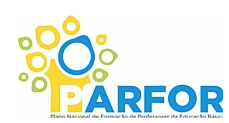 PARFOR
Plano Nacional de Formação de Professores da Educação Básica